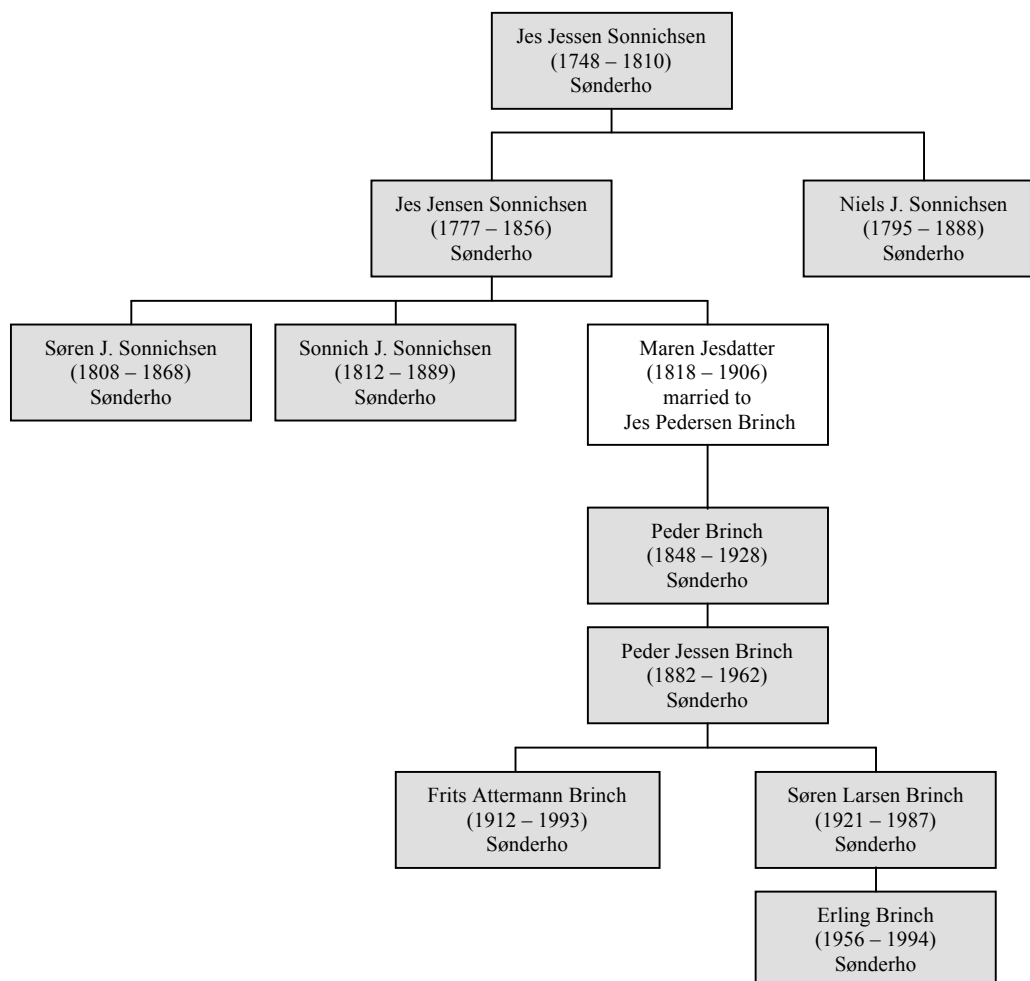 Jes Jessen Sonnichsen
(1748 – 1810)
Sønderho
Jes Jensen Sonnichsen
(1777 – 1856)
Sønderho
Niels J. Sonnichsen
(1795 – 1888)
Sønderho
Søren J. Sonnichsen
(1808 – 1868)
Sønderho
Sonnich J. Sonnichsen
(1812 – 1889)
Sønderho
Maren Jesdatter
(1818 – 1906)
married to
Jes Pedersen Brinch
Peder Brinch
(1848 – 1928)
Sønderho
Peder Jessen Brinch
(1882 – 1962)
Sønderho
Frits Attermann Brinch
(1912 – 1993)
Sønderho
Søren Larsen Brinch
(1921 – 1987)
Sønderho
Erling Brinch
(1956 – 1994)
Sønderho